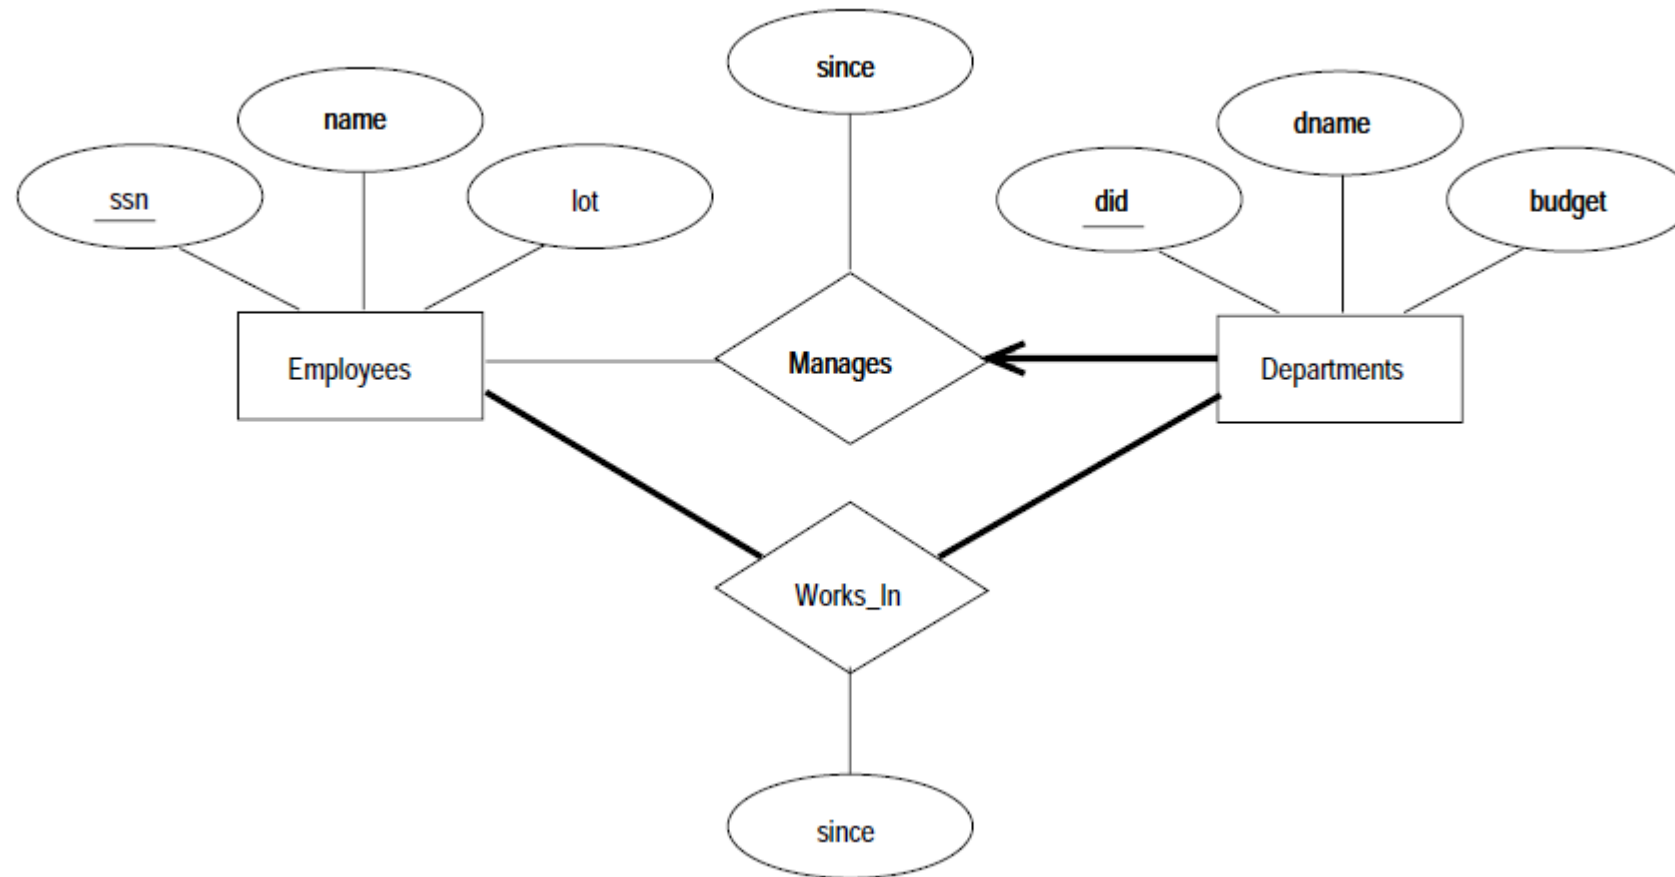 since
name
dname
ssn
lot
did
budget
Employees
Manages
Departments
Works_In
since